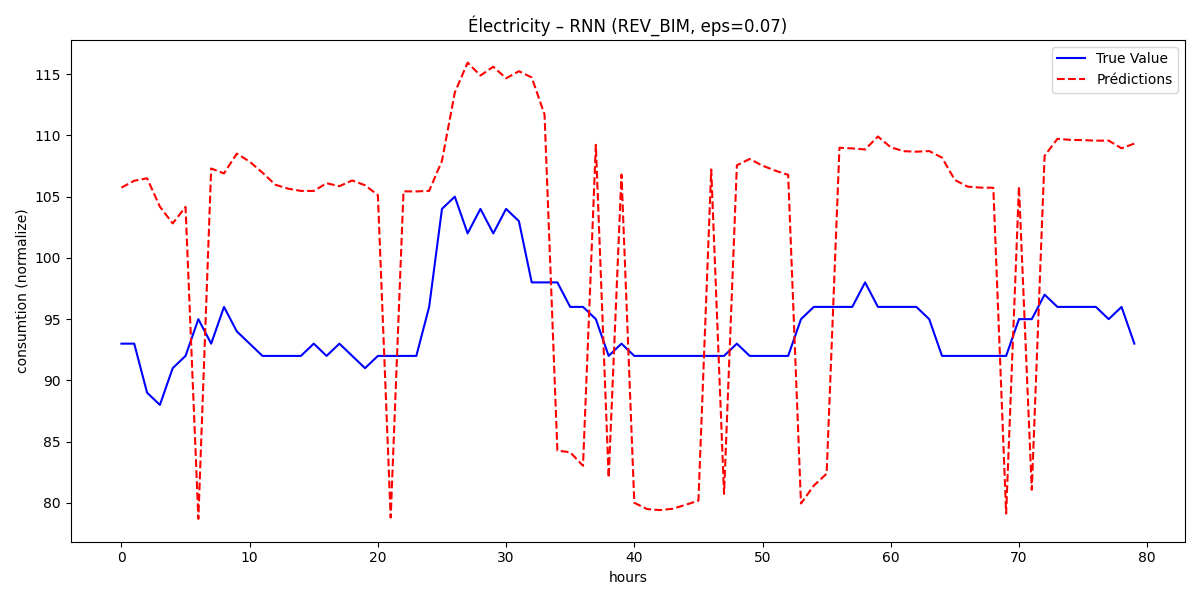 Électricity – RNN (REV_BIM, eps=0.07)
True Value
Prédictions
consumtion (normalize)
115
110
105
100
95
90
85
80
0 10 20 30 40 50 60 70 80
hours